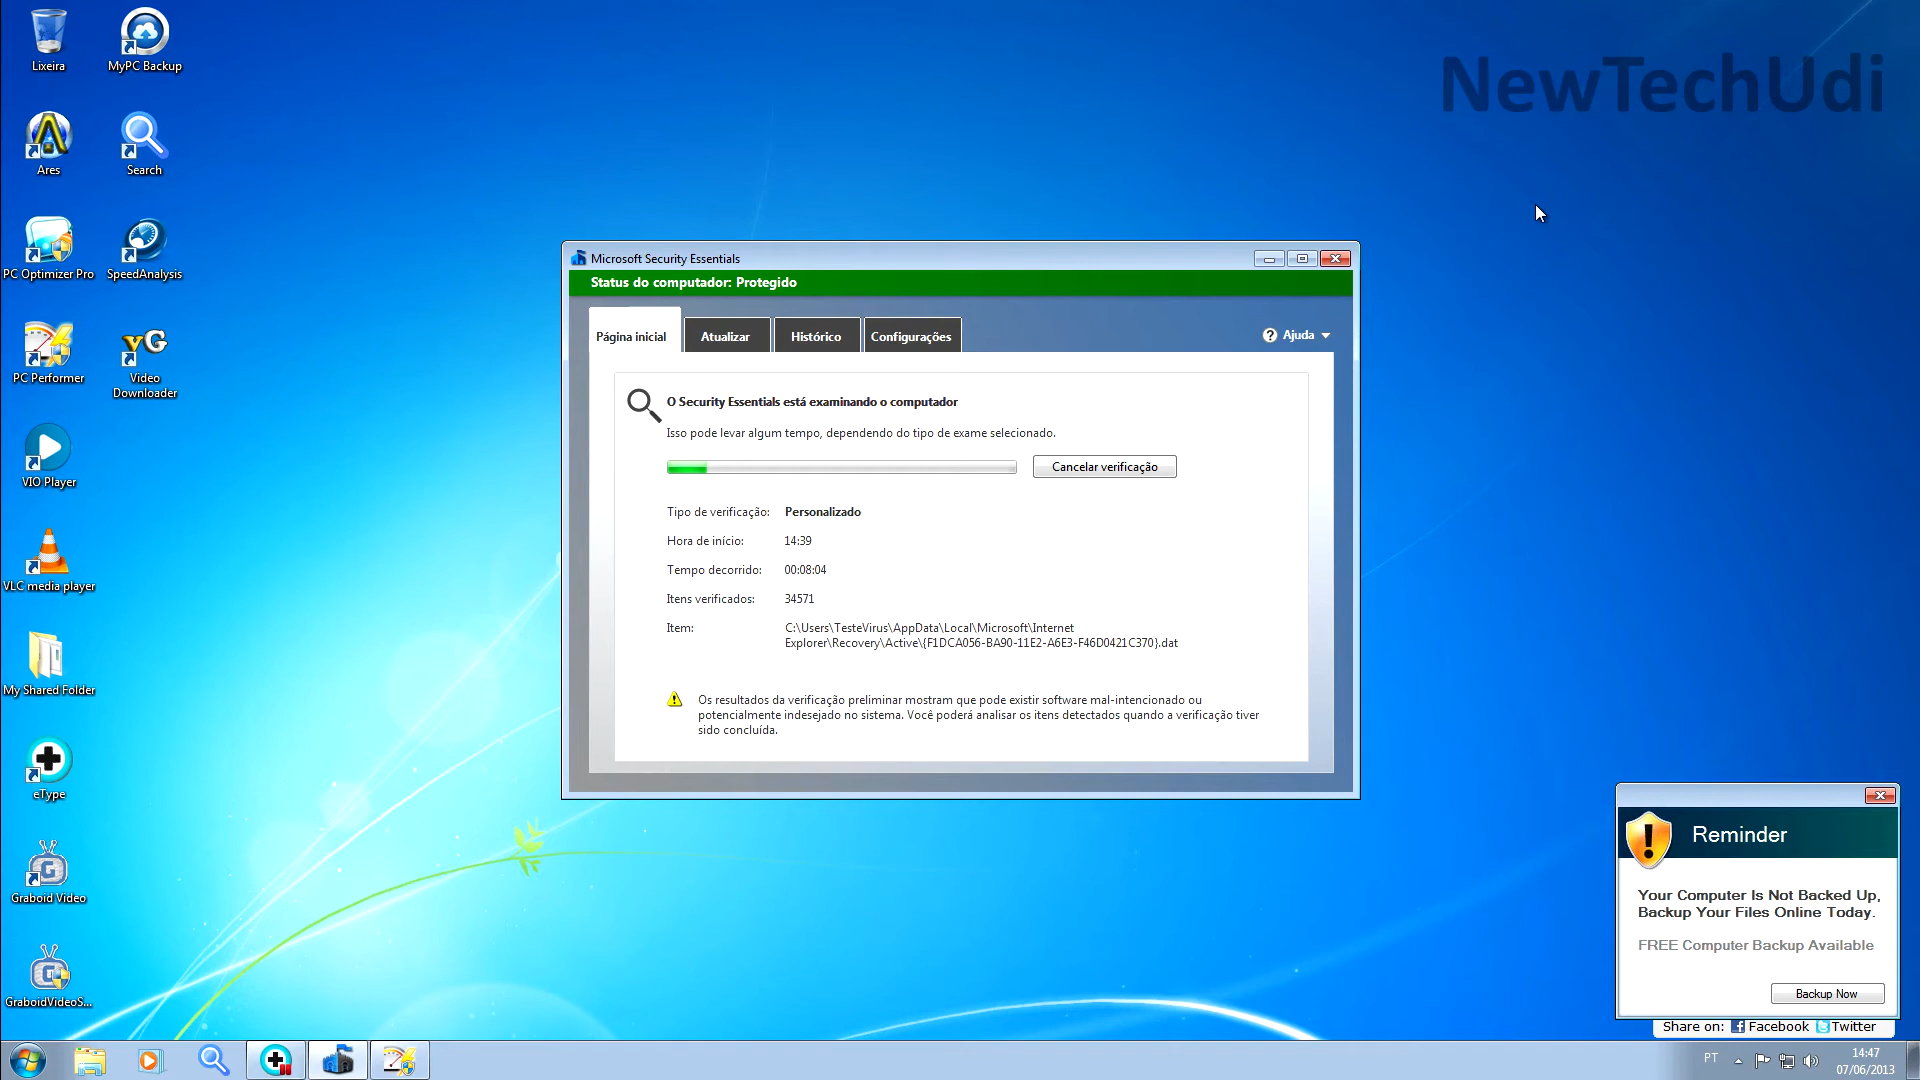 Lixeira
MyPC Backup
NewTechUdi
Ares
Search
PC Optimizer Pro
SpeedAnalysis
PC Performer
vG
Video
Downloader
VIO Player
VLC media player
My Shared Folder
eType
Graboid Video
GraboidVideoS...
Microsoft Security Essentials
Status do computador: Protegido
Página inicial
Atualizar
Histórico
Configurações
Ajuda
O Security Essentials está examinando o computador
Isso pode levar algum tempo, dependendo do tipo de exame selecionado.
Cancelar verificação
Tipo de verificação: Personalizado
Hora de início: 14:39
Tempo decorrido: 00:08:04
Itens verificados: 34571
Item: C:\Users\TesteVirus\AppData\Local\Microsoft\Internet
Explorer\Recovery\Active\{F1DCA056-BA90-11E2-A6E3-F46D0421C370}.dat
Os resultados da verificação preliminar mostram que pode existir software mal-intencionado ou
potencialmente indesejado no sistema. Você poderá analisar os itens detectados quando a verificação tiver
sido concluída.
Reminder
Your Computer Is Not Backed Up,
Backup Your Files Online Today.
FREE Computer Backup Available
Backup Now
Share on: Facebook Twitter
PT
14:47
07/06/2013